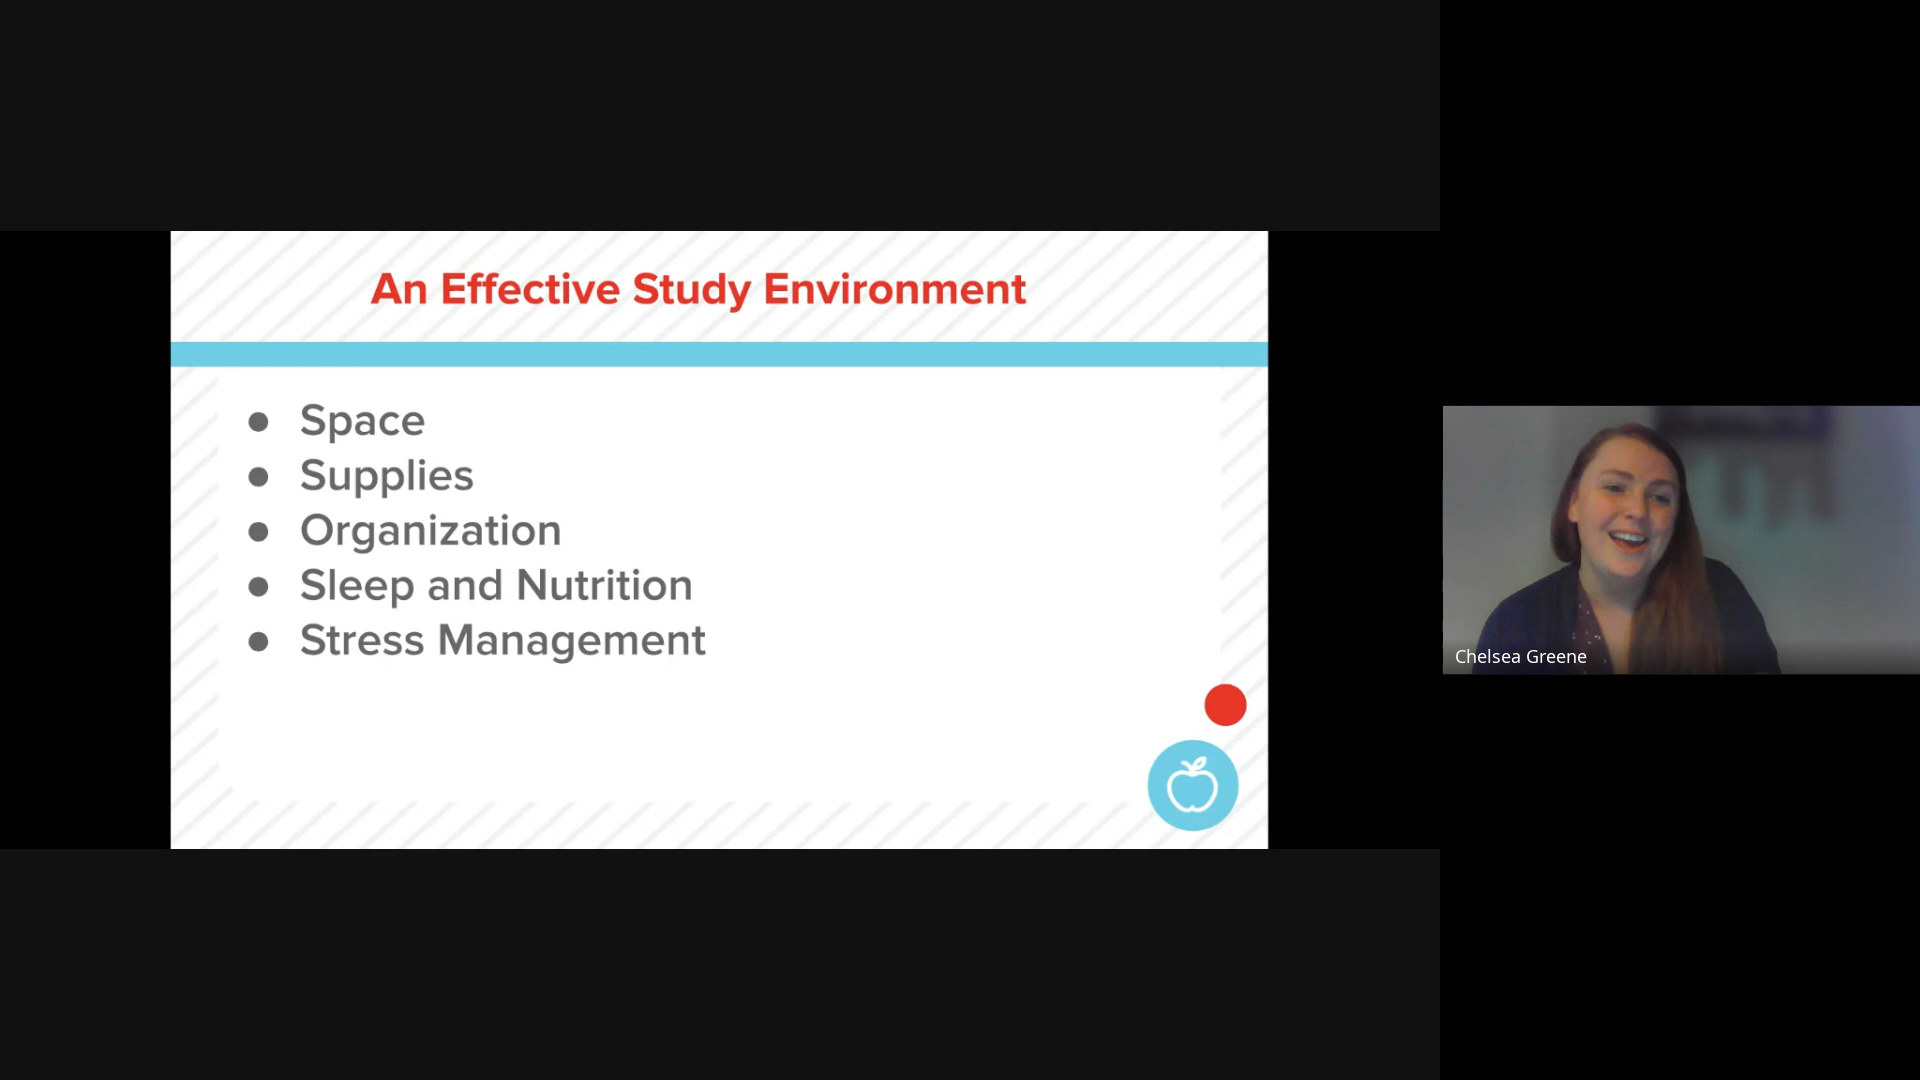 An Effective Study Environment
● Space
● Supplies
● Organization
● Sleep and Nutrition
● Stress Management
Chelsea Greene